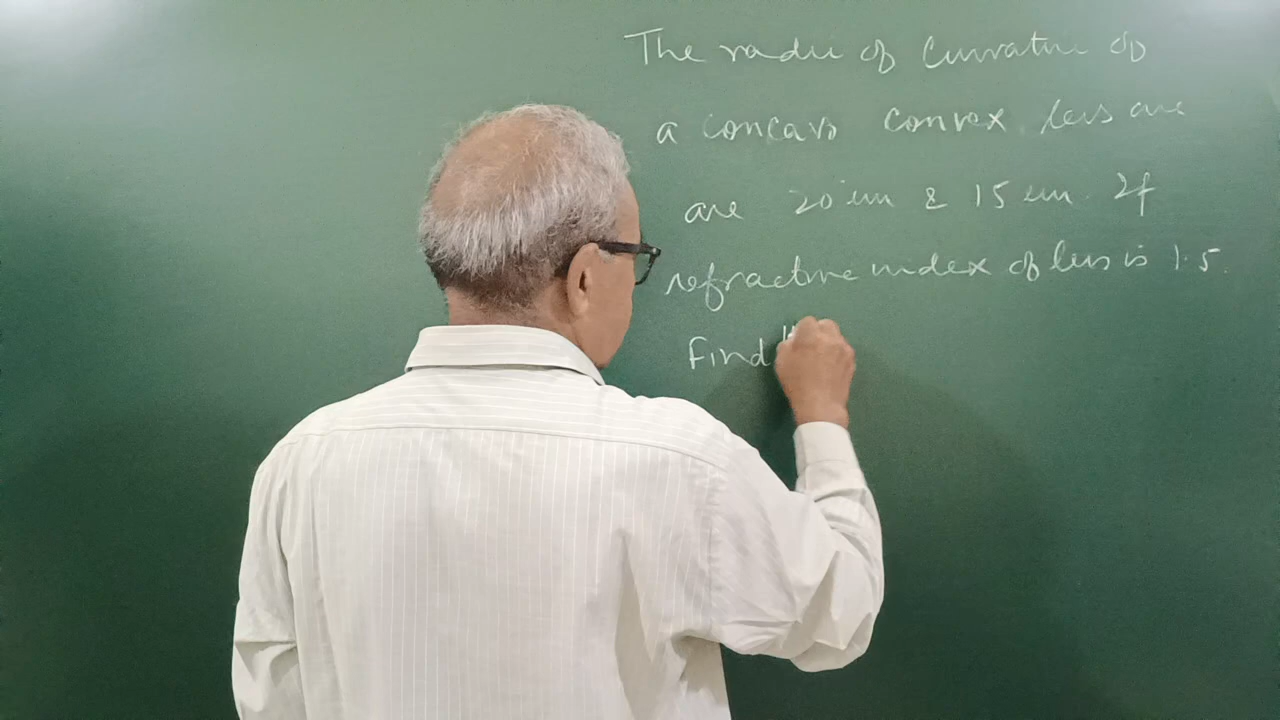 The radii of Curvature of
a concavo convex lens are
are 20 cm & 15 cm. If
refractive index of lens is 1.5.
Find